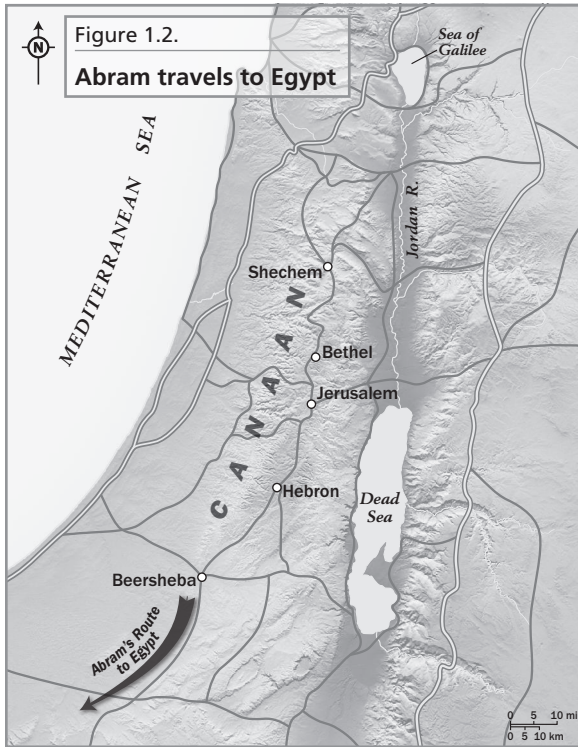 Figure 1.2.
Abram travels to Egypt
N
Sea of
Galilee
MEDITERRANEAN SEA
Jordan R.
Shechem
CANAAN
Bethel
Jerusalem
Hebron
Dead
Sea
Beersheba
Abram's Route
to Egypt
0 5 10 mi
0 5 10 km